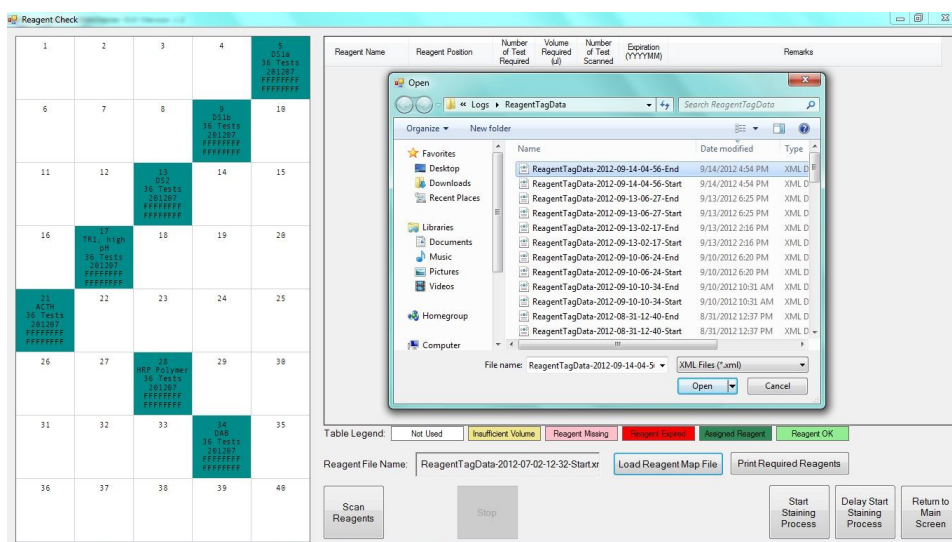 Reagent Check
1
2
3
4
5
DS1a
36 Tests
201207
FFFFFFFF
FFFFFFFF
6
7
8
9
DS1b
36 Tests
201207
FFFFFFFF
FFFFFFFF
10
11
12
13
DS2
36 Tests
201207
FFFFFFFF
FFFFFFFF
14
15
16
17
TR1, high
pH
36 Tests
201207
FFFFFFFF
FFFFFFFF
18
19
20
21
ACTH
36 Tests
201207
FFFFFFFF
FFFFFFFF
22
23
24
25
26
27
28
HRP Polymer
36 Tests
201207
FFFFFFFF
FFFFFFFF
29
30
31
32
33
34
DAB
36 Tests
201207
FFFFFFFF
FFFFFFFF
35
36
37
38
39
40
Reagent Name
Reagent Position
Number
of Test
Required
Volume
Required
(ul)
Number
of Test
Scanned
Expiration
(YYYYMM)
Remarks
Open
« Logs ▸ ReagentTagData
Search ReagentTagData
Organize
New folder
Favorites
Desktop
Downloads
Recent Places
Libraries
Documents
Music
Pictures
Videos
Homegroup
Computer
Name Date modified Type
ReagentTagData-2012-09-14-04-56-End 9/14/2012 4:54 PM XML D
ReagentTagData-2012-09-14-04-56-Start 9/14/2012 4:54 PM XML D
ReagentTagData-2012-09-13-06-27-End 9/13/2012 6:25 PM XML D
ReagentTagData-2012-09-13-06-27-Start 9/13/2012 6:25 PM XML D
ReagentTagData-2012-09-13-02-17-End 9/13/2012 2:16 PM XML D
ReagentTagData-2012-09-13-02-17-Start 9/13/2012 2:16 PM XML D
ReagentTagData-2012-09-10-06-24-End 9/10/2012 6:20 PM XML D
ReagentTagData-2012-09-10-06-24-Start 9/10/2012 6:20 PM XML D
ReagentTagData-2012-09-10-10-34-End 9/10/2012 10:31 AM XML D
ReagentTagData-2012-09-10-10-34-Start 9/10/2012 10:31 AM XML D
ReagentTagData-2012-08-31-12-40-End 8/31/2012 12:37 PM XML D
ReagentTagData-2012-08-31-12-40-Start 8/31/2012 12:37 PM XML D
File name: ReagentTagData-2012-09-14-04-5 XML Files (*.xml)
Open Cancel
Table Legend: Not Used Insufficient Volume Reagent Missing Reagent Expired Assigned Reagent Reagent OK
Reagent File Name: ReagentTagData-2012-07-02-12-32-Start.xr Load Reagent Map File Print Required Reagents
Scan
Reagents
Stop
Start
Staining
Process
Delay Start
Staining
Process
Return to
Main
Screen